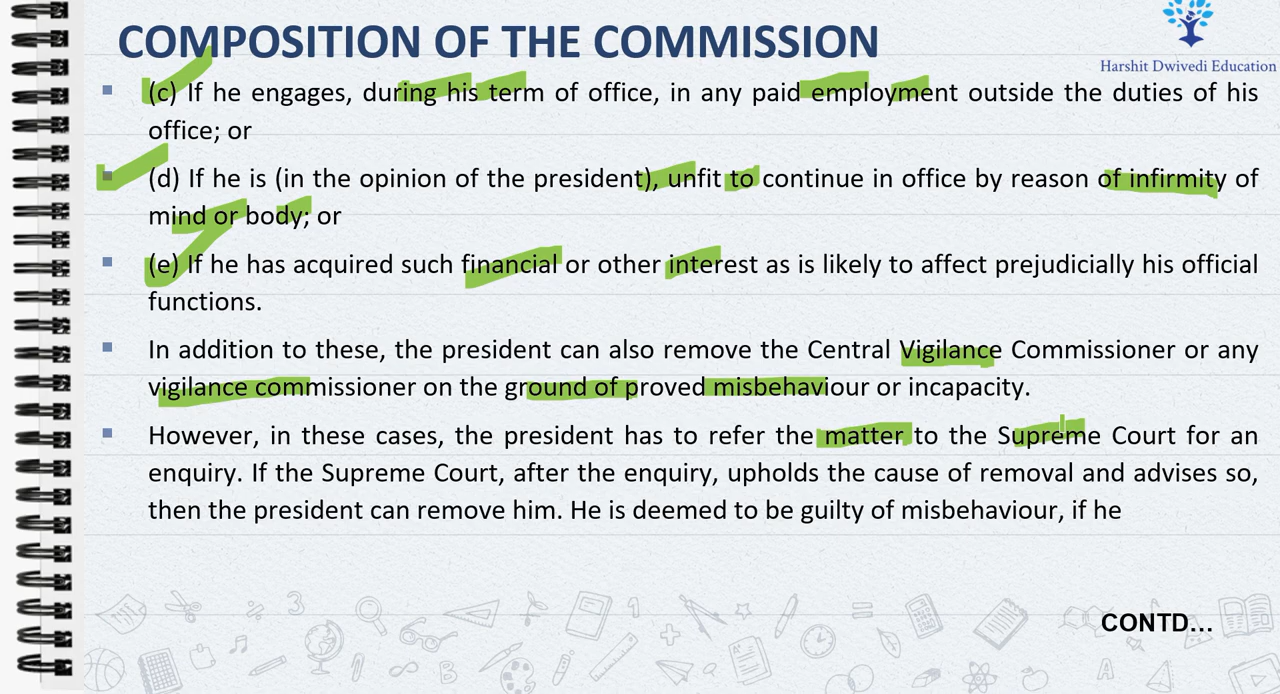 COMPOSITION OF THE COMMISSION
Harshit Dwivedi Education
(c) If he engages, during his term of office, in any paid employment outside the duties of his
office; or
(d) If he is (in the opinion of the president), unfit to continue in office by reason of infirmity of
mind or body; or
(e) If he has acquired such financial or other interest as is likely to affect prejudicially his official
functions.
In addition to these, the president can also remove the Central Vigilance Commissioner or any
vigilance commissioner on the ground of proved misbehaviour or incapacity.
However, in these cases, the president has to refer the matter to the Supreme Court for an
enquiry. If the Supreme Court, after the enquiry, upholds the cause of removal and advises so,
then the president can remove him. He is deemed to be guilty of misbehaviour, if he
CONTD...